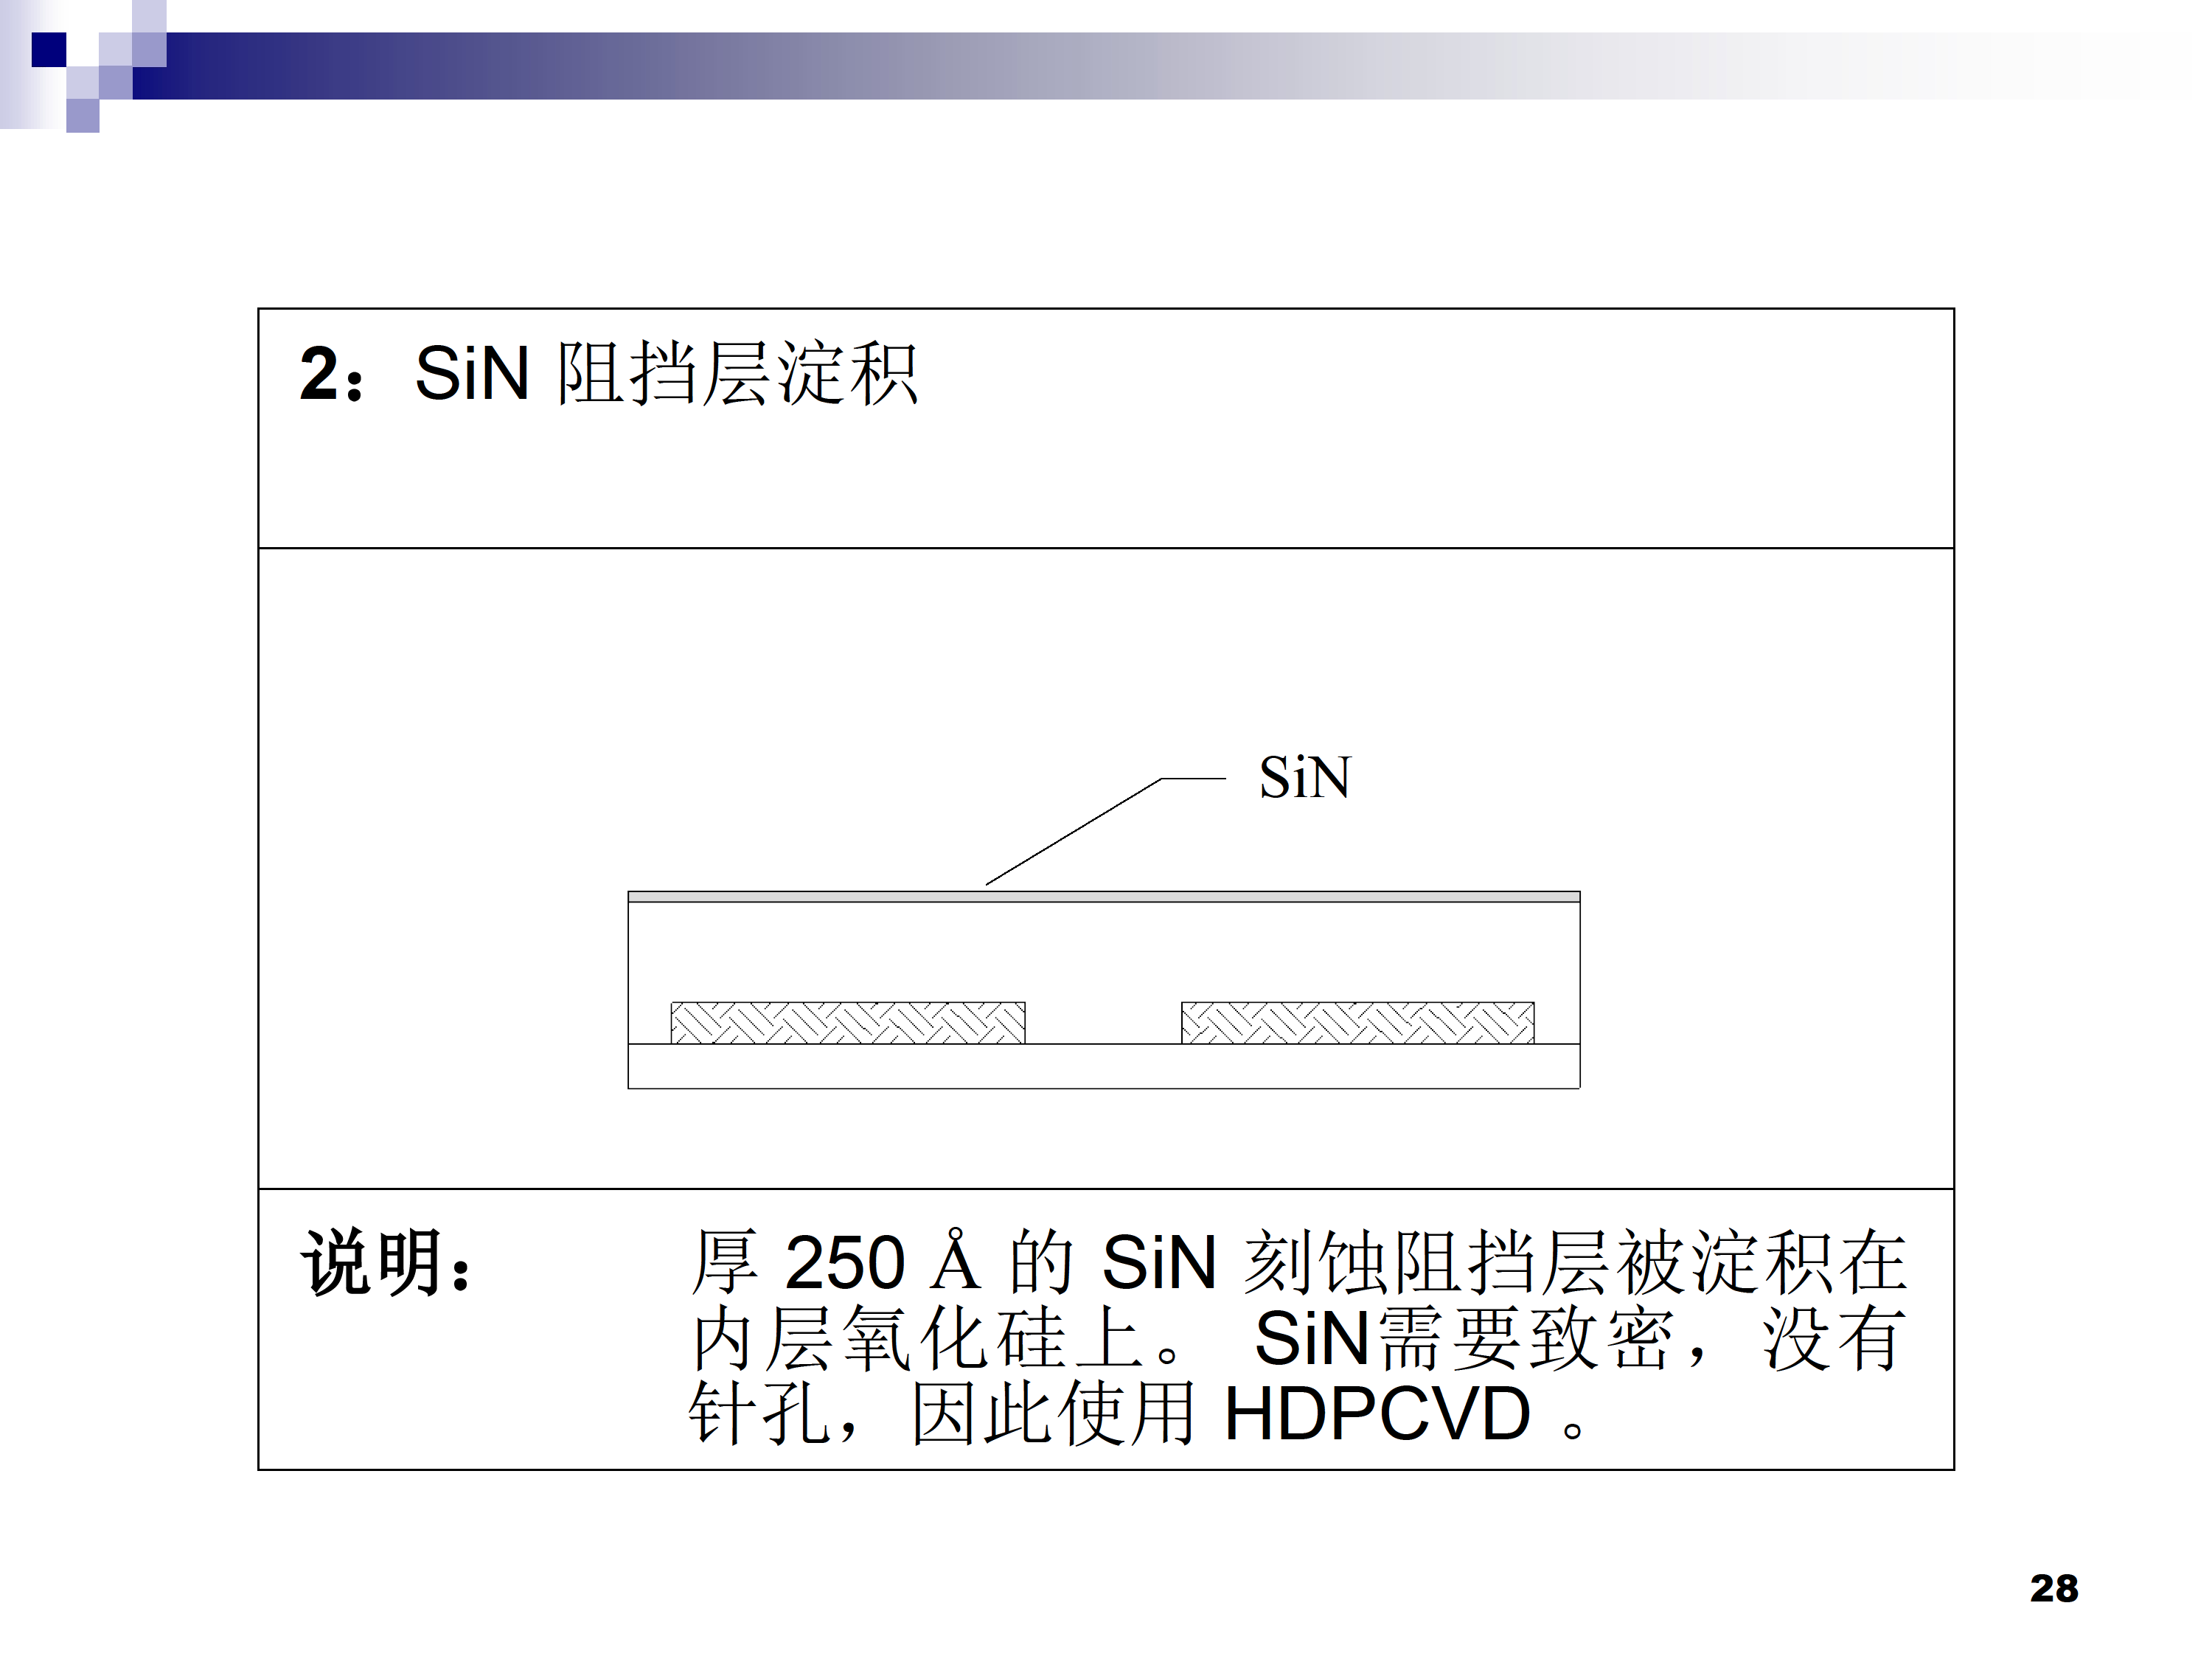 2：SiN 阻挡层淀积
SiN
说明：
厚 250 Å 的 SiN 刻蚀阻挡层被淀积在
内层氧化硅上。 SiN需要致密，没有
针孔，因此使用 HDPCVD 。
28